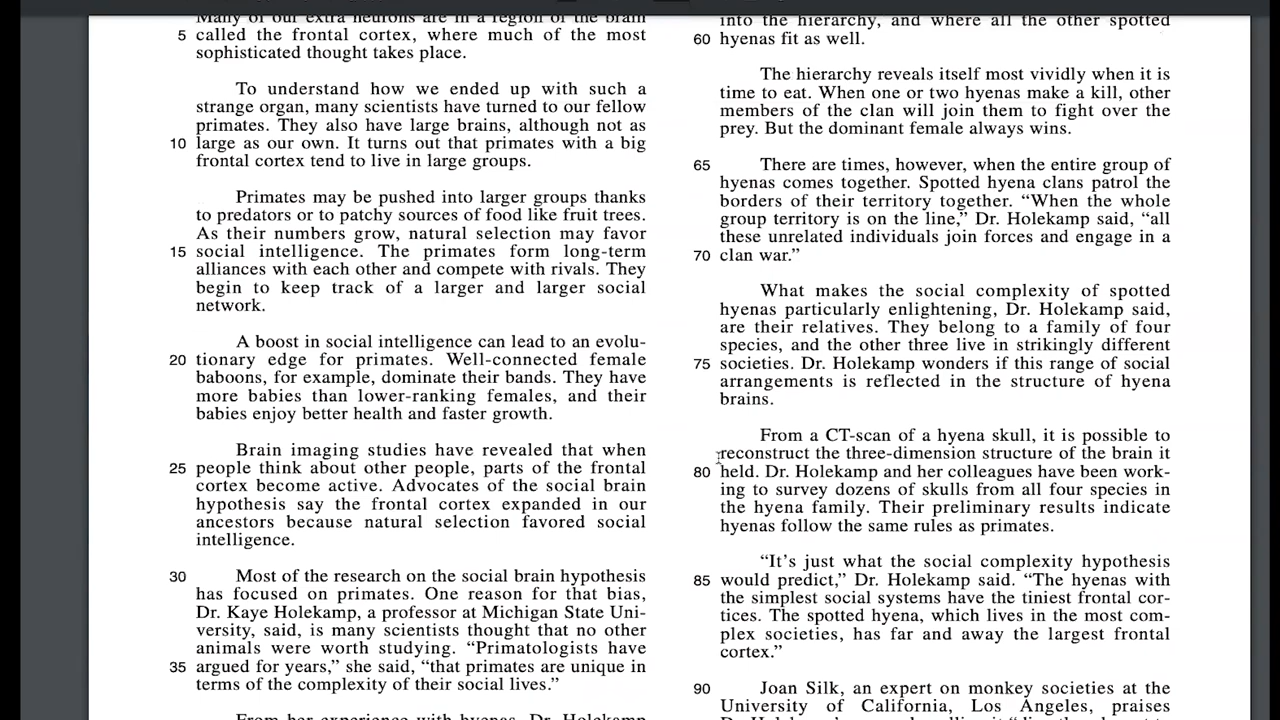 Many of our extra neurons are in a region of the brain
5 called the frontal cortex, where much of the most
sophisticated thought takes place.
To understand how we ended up with such a
strange organ, many scientists have turned to our fellow
primates. They also have large brains, although not as
10 large as our own. It turns out that primates with a big
frontal cortex tend to live in large groups.
Primates may be pushed into larger groups thanks
to predators or to patchy sources of food like fruit trees.
As their numbers grow, natural selection may favor
15 social intelligence. The primates form long-term
alliances with each other and compete with rivals. They
begin to keep track of a larger and larger social
network.
A boost in social intelligence can lead to an evolu-
20 tionary edge for primates. Well-connected female
baboons, for example, dominate their bands. They have
more babies than lower-ranking females, and their
babies enjoy better health and faster growth.
Brain imaging studies have revealed that when
25 people think about other people, parts of the frontal
cortex become active. Advocates of the social brain
hypothesis say the frontal cortex expanded in our
ancestors because natural selection favored social
intelligence.
30 Most of the research on the social brain hypothesis
has focused on primates. One reason for that bias,
Dr. Kaye Holekamp, a professor at Michigan State Uni-
versity, said, is many scientists thought that no other
animals were worth studying. “Primatologists have
35 argued for years,” she said, “that primates are unique in
terms of the complexity of their social lives.”
From her experience with hyenas, Dr. Holekamp
into the hierarchy, and where all the other spotted
60 hyenas fit as well.
The hierarchy reveals itself most vividly when it is
time to eat. When one or two hyenas make a kill, other
members of the clan will join them to fight over the
prey. But the dominant female always wins.
65 There are times, however, when the entire group of
hyenas comes together. Spotted hyena clans patrol the
borders of their territory together. “When the whole
group territory is on the line,” Dr. Holekamp said, “all
these unrelated individuals join forces and engage in a
70 clan war.”
What makes the social complexity of spotted
hyenas particularly enlightening, Dr. Holekamp said,
are their relatives. They belong to a family of four
species, and the other three live in strikingly different
75 societies. Dr. Holekamp wonders if this range of social
arrangements is reflected in the structure of hyena
brains.
From a CT-scan of a hyena skull, it is possible to
reconstruct the three-dimension structure of the brain it
80 held. Dr. Holekamp and her colleagues have been work-
ing to survey dozens of skulls from all four species in
the hyena family. Their preliminary results indicate
hyenas follow the same rules as primates.
“It’s just what the social complexity hypothesis
85 would predict,” Dr. Holekamp said. “The hyenas with
the simplest social systems have the tiniest frontal cor-
tices. The spotted hyena, which lives in the most com-
plex societies, has far and away the largest frontal
cortex.”
90 Joan Silk, an expert on monkey societies at the
University of California, Los Angeles, praises